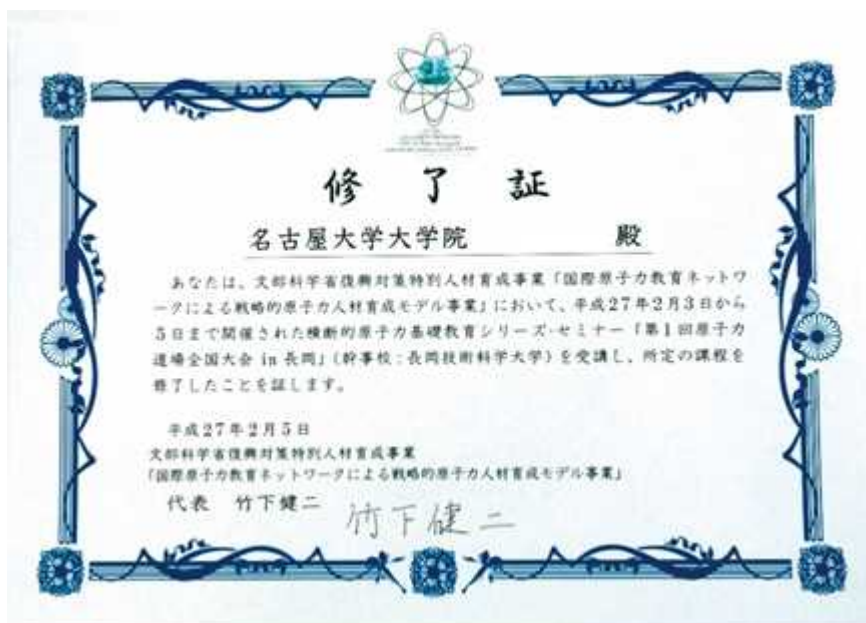 修了証
名古屋大学大学院 殿
あなたは、文部科学省復興対策特別人材育成事業「国際原子力教育ネットワ
ークによる戦略的原子力人材育成モデル事業」において、平成27年2月3日から
5日まで開催された横断的原子力基礎教育シリーズ・セミナー「第1回原子力
道場全国大会 in 長岡」(幹事校:長岡技術科学大学)を受講し、所定の課程を
修了したことを証します。
平成27年2月5日
文部科学省復興対策特別人材育成事業
「国際原子力教育ネットワークによる戦略的原子力人材育成モデル事業」
代表 竹下健二
竹下健二